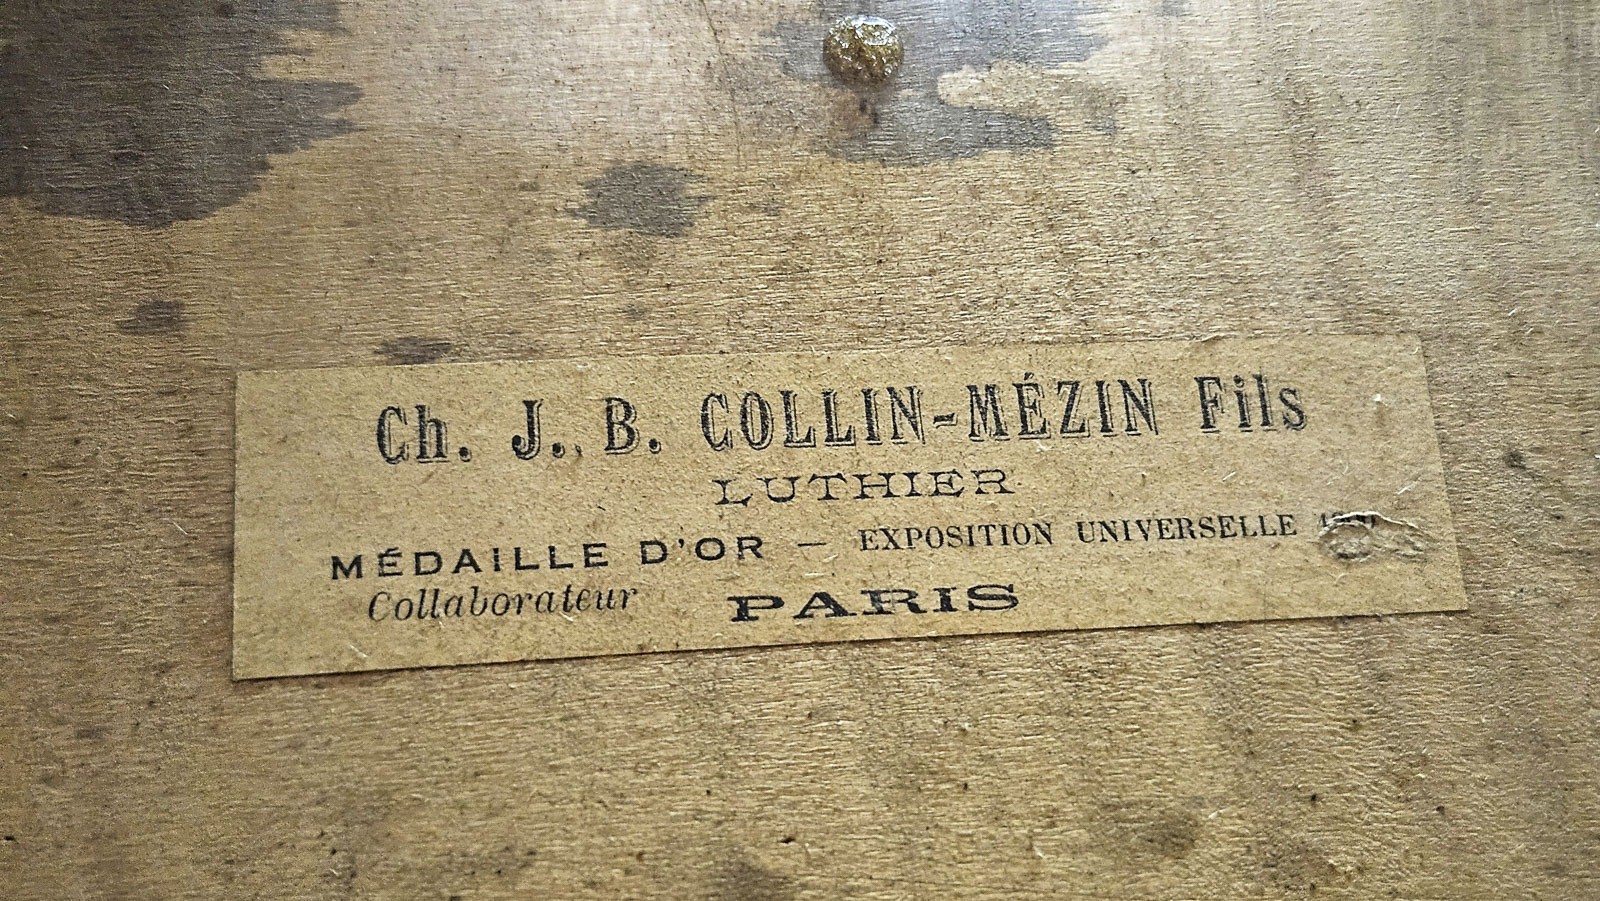 Ch. J. B. COLLIN-MÉZIN Fils
LUTHIER
MÉDAILLE D'OR — EXPOSITION UNIVERSELLE
Collaborateur PARIS